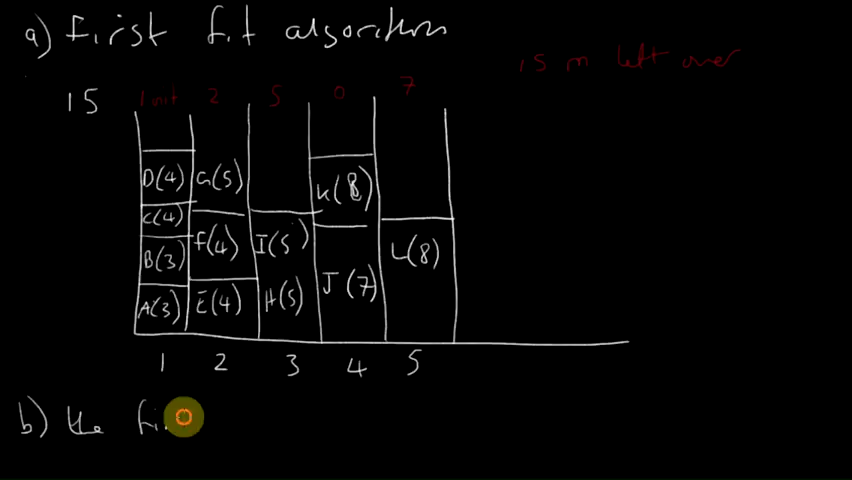 a) First fit algorithm
15 m left over
15 1 unit 2 5 0 7
D(4) G(5) K(8)
C(4) F(4) I(5) L(8)
B(3) J(7)
A(3) E(4) H(5)
1 2 3 4 5
b) the fi